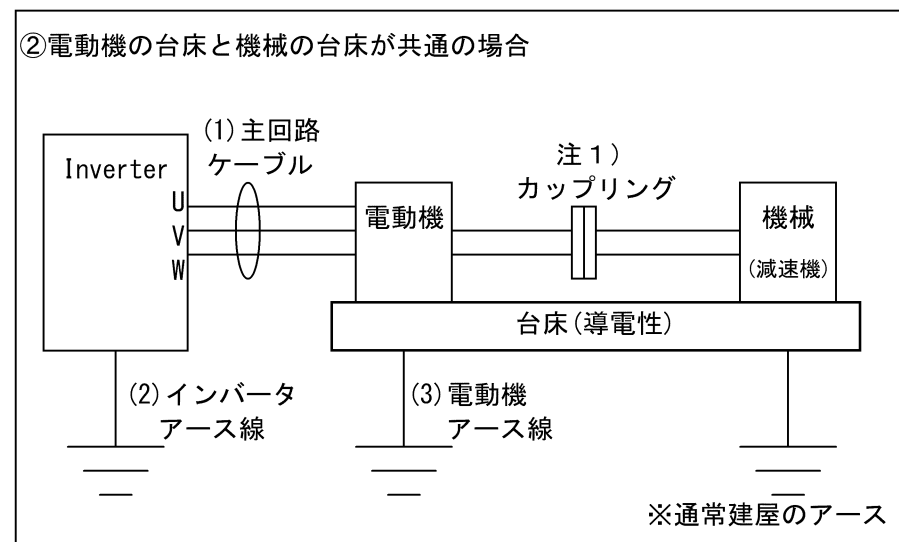 ②電動機の台床と機械の台床が共通の場合
(1)主回路
ケーブル
Inverter
U
V
W
電動機
注1)
カップリング
機械
(減速機)
台床(導電性)
(2)インバータ
アース線
(3)電動機
アース線
※通常建屋のアース